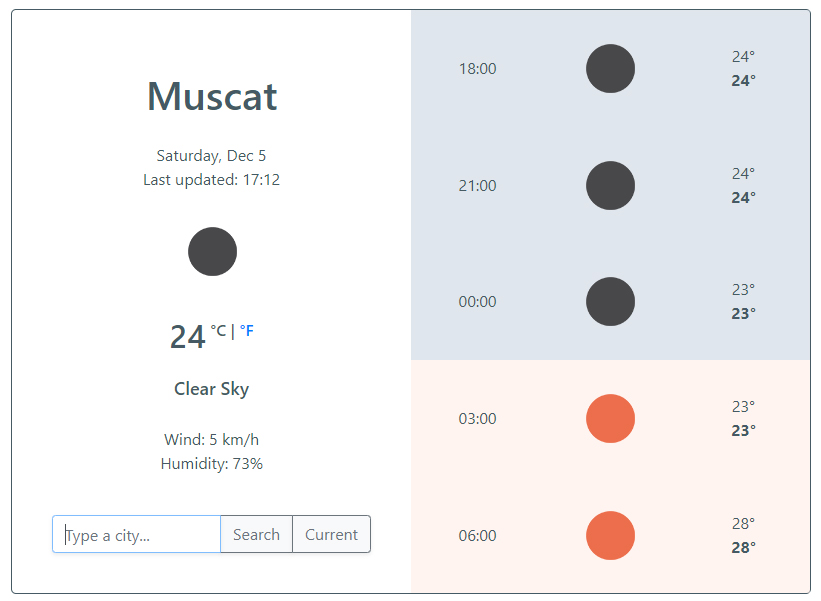 Muscat
Saturday, Dec 5
Last updated: 17:12
24 °C | °F
Clear Sky
Wind: 5 km/h
Humidity: 73%
Type a city... Search Current
18:00 24°
24°
21:00 24°
24°
00:00 23°
23°
03:00 23°
23°
06:00 28°
28°